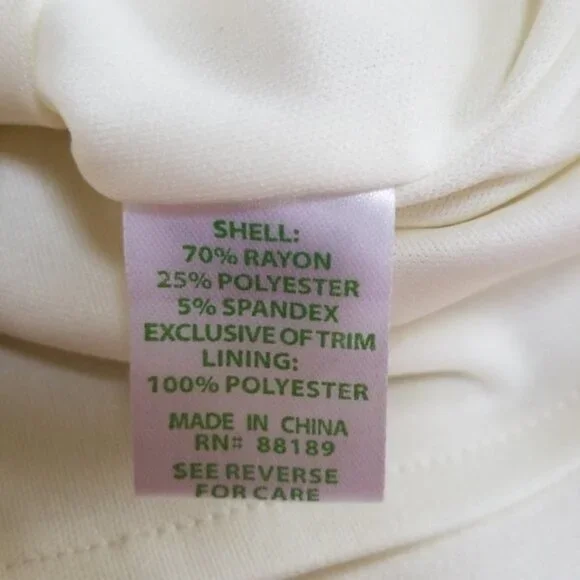 SHELL:
70% RAYON
25% POLYESTER
5% SPANDEX
EXCLUSIVE OF TRIM
LINING:
100% POLYESTER
MADE IN CHINA
RN# 88189
SEE REVERSE
FOR CARE